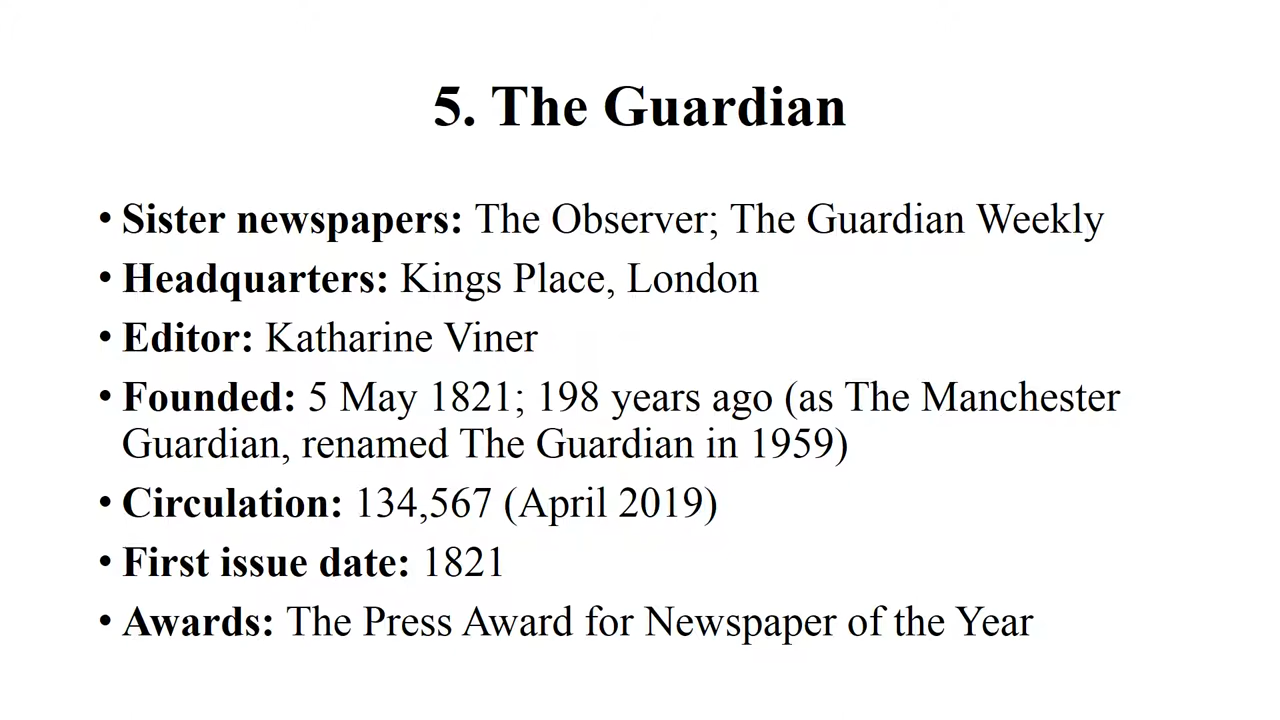 5. The Guardian
• Sister newspapers: The Observer; The Guardian Weekly
• Headquarters: Kings Place, London
• Editor: Katharine Viner
• Founded: 5 May 1821; 198 years ago (as The Manchester
Guardian, renamed The Guardian in 1959)
• Circulation: 134,567 (April 2019)
• First issue date: 1821
• Awards: The Press Award for Newspaper of the Year